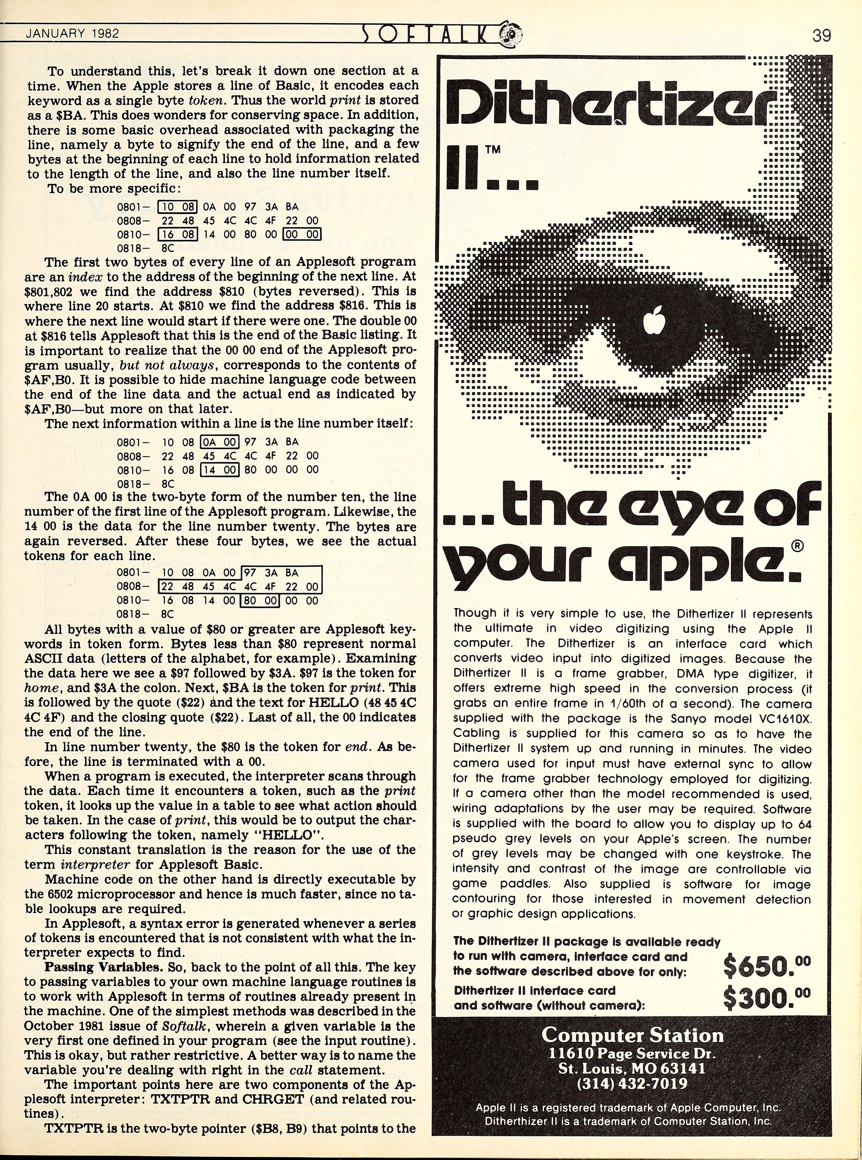 JANUARY 1982
SOFTALK
39
To understand this, let's break it down one section at a
time. When the Apple stores a line of Basic, it encodes each
keyword as a single byte token. Thus the world print is stored
as a $BA. This does wonders for conserving space. In addition,
there is some basic overhead associated with packaging the
line, namely a byte to signify the end of the line, and a few
bytes at the beginning of each line to hold information related
to the length of the line, and also the line number itself.
To be more specific:
0801– 10 08 0A 00 97 3A BA
0808– 22 48 45 4C 4C 4F 22 00
0810– 16 08 14 00 80 00 00 00
0818– 8C
The first two bytes of every line of an Applesoft program
are an index to the address of the beginning of the next line. At
$801,802 we find the address $810 (bytes reversed). This is
where line 20 starts. At $810 we find the address $816. This is
where the next line would start if there were one. The double 00
at $816 tells Applesoft that this is the end of the Basic listing. It
is important to realize that the 00 00 end of the Applesoft pro-
gram usually, but not always, corresponds to the contents of
$AF,B0. It is possible to hide machine language code between
the end of the line data and the actual end as indicated by
$AF,B0—but more on that later.
The next information within a line is the line number itself:
0801– 10 08 0A 00 97 3A BA
0808– 22 48 45 4C 4C 4F 22 00
0810– 16 08 14 00 80 00 00 00
0818– 8C
The 0A 00 is the two-byte form of the number ten, the line
number of the first line of the Applesoft program. Likewise, the
14 00 is the data for the line number twenty. The bytes are
again reversed. After these four bytes, we see the actual
tokens for each line.
0801– 10 08 0A 00 97 3A BA
0808– 22 48 45 4C 4C 4F 22 00
0810– 16 08 14 00 80 00 00 00
0818– 8C
All bytes with a value of $80 or greater are Applesoft key-
words in token form. Bytes less than $80 represent normal
ASCII data (letters of the alphabet, for example). Examining
the data here we see a $97 followed by $3A. $97 is the token for
home, and $3A the colon. Next, $BA is the token for print. This
is followed by the quote ($22) and the text for HELLO (48 45 4C
4C 4F) and the closing quote ($22). Last of all, the 00 indicates
the end of the line.
In line number twenty, the $80 is the token for end. As be-
fore, the line is terminated with a 00.
When a program is executed, the interpreter scans through
the data. Each time it encounters a token, such as the print
token, it looks up the value in a table to see what action should
be taken. In the case of print, this would be to output the char-
acters following the token, namely "HELLO".
This constant translation is the reason for the use of the
term interpreter for Applesoft Basic.
Machine code on the other hand is directly executable by
the 6502 microprocessor and hence is much faster, since no ta-
ble lookups are required.
In Applesoft, a syntax error is generated whenever a series
of tokens is encountered that is not consistent with what the in-
terpreter expects to find.
Passing Variables. So, back to the point of all this. The key
to passing variables to your own machine language routines is
to work with Applesoft in terms of routines already present in
the machine. One of the simplest methods was described in the
October 1981 issue of Softalk, wherein a given variable is the
very first one defined in your program (see the input routine).
This is okay, but rather restrictive. A better way is to name the
variable you're dealing with right in the call statement.
The important points here are two components of the Ap-
plesoft interpreter: TXTPTR and CHRGET (and related rou-
tines).
TXTPTR is the two-byte pointer ($B8, B9) that points to the
Dithertizer
II™...
...the eye of
your apple.®
Though it is very simple to use, the Dithertizer II represents
the ultimate in video digitizing using the Apple II
computer. The Dithertizer is an interface card which
converts video input into digitized images. Because the
Dithertizer II is a frame grabber, DMA type digitizer, it
offers extreme high speed in the conversion process (it
grabs an entire frame in 1/60th of a second). The camera
supplied with the package is the Sanyo model VC1610X.
Cabling is supplied for this camera so as to have the
Dithertizer II system up and running in minutes. The video
camera used for input must have external sync to allow
for the frame grabber technology employed for digitizing.
If a camera other than the model recommended is used,
wiring adaptations by the user may be required. Software
is supplied with the board to allow you to display up to 64
pseudo grey levels on your Apple's screen. The number
of grey levels may be changed with one keystroke. The
intensity and contrast of the image are controllable via
game paddles. Also supplied is software for image
contouring for those interested in movement detection
or graphic design applications.
The Dithertizer II package is available ready
to run with camera, interface card and
the software described above for only: $650.00
Dithertizer II interface card
and software (without camera): $300.00
Computer Station
11610 Page Service Dr.
St. Louis, MO 63141
(314) 432-7019
Apple II is a registered trademark of Apple Computer, Inc.
Ditherthizer II is a trademark of Computer Station, Inc.